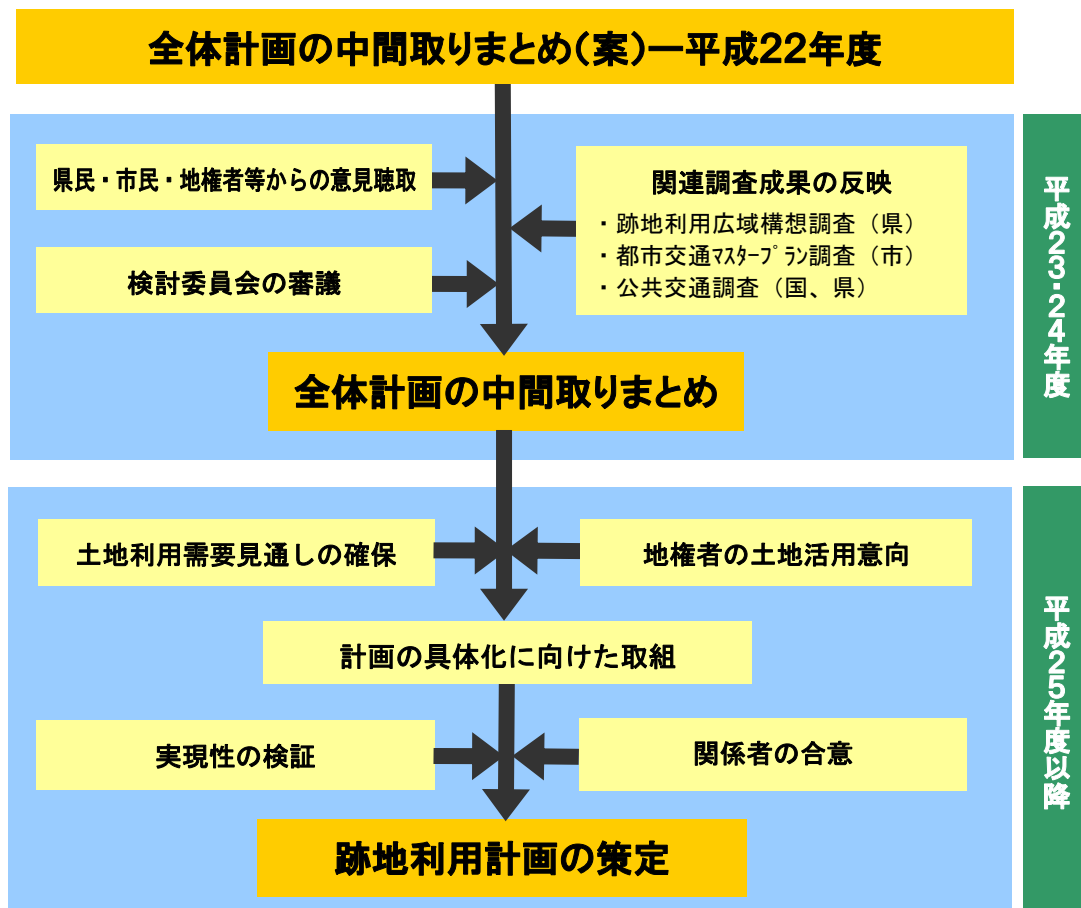 全体計画の中間取りまとめ(案)ー平成22年度
県民・市民・地権者等からの意見聴取
関連調査成果の反映
・跡地利用広域構想調査(県)
・都市交通ﾏｽﾀｰﾌﾟﾗﾝ調査(市)
・公共交通調査(国、県)
検討委員会の審議
全体計画の中間取りまとめ
平成23・24年度
土地利用需要見通しの確保
地権者の土地活用意向
計画の具体化に向けた取組
実現性の検証
関係者の合意
跡地利用計画の策定
平成25年度以降